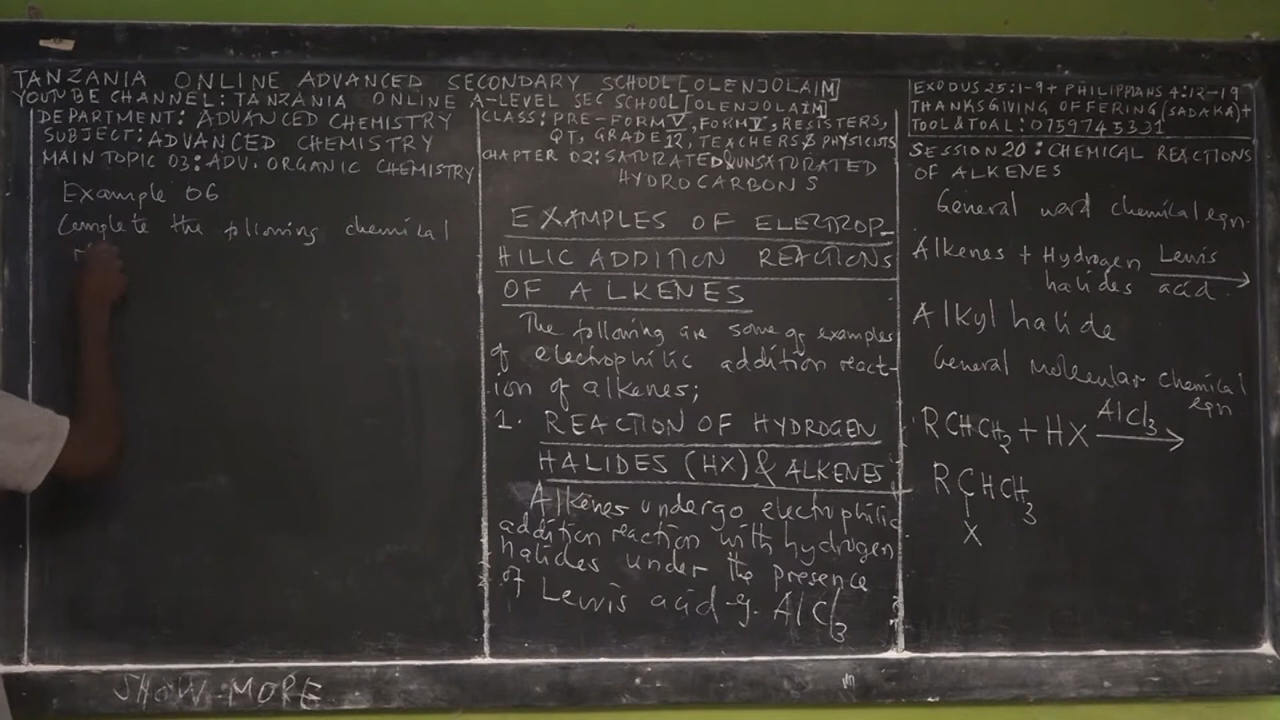 TANZANIA ONLINE ADVANCED SECONDARY SCHOOL [OLENJOLAIM]
YOUTUBE CHANNEL: TANZANIA ONLINE A-LEVEL SEC SCHOOL [OLENJOLAIM]
DEPARTMENT: ADVANCED CHEMISTRY
SUBJECT: ADVANCED CHEMISTRY
MAIN TOPIC 03: ADV. ORGANIC CHEMISTRY
Example 06
Complete the following chemical
CLASS: PRE-FORM V, FORM V, RESISTERS,
QT, GRADE 12, TEACHERS & PHYSICISTS
CHAPTER 02: SATURATED & UNSATURATED
HYDROCARBONS
EXAMPLES OF ELECTROP-
HILIC ADDITION REACTIONS
OF ALKENES
The following are some of examples
of electrophilic addition react-
ion of alkenes;
1. REACTION OF HYDROGEN
HALIDES (HX) & ALKENES
Alkenes undergo electrophilic
addition reaction with hydrogen
halides under the presence
of Lewis acid eg. AlCl3
EXODUS 25:1-9 + PHILIPPIANS 4:12-19
THANKSGIVING OFFERING (SADAKA) +
TOOL & TOAL: 0759745331
SESSION 20: CHEMICAL REACTIONS
OF ALKENES
General word chemical eqn.
Alkenes + Hydrogen halides Lewis acid →
Alkyl halide
General molecular chemical
eqn
RCHCH2 + HX AlCl3 →
RCHCH3
X
SHOW MORE